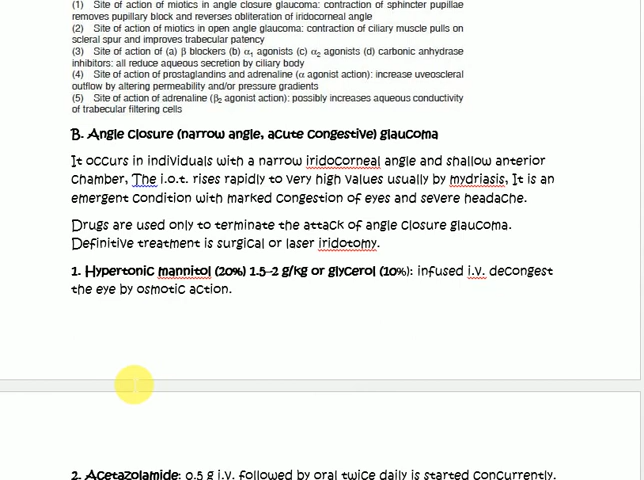 (1) Site of action of miotics in angle closure glaucoma: contraction of sphincter pupillae
removes pupillary block and reverses obliteration of iridocorneal angle
(2) Site of action of miotics in open angle glaucoma: contraction of ciliary muscle pulls on
scleral spur and improves trabecular patency
(3) Site of action of (a) β blockers (b) α₁ agonists (c) α₂ agonists (d) carbonic anhydrase
inhibitors: all reduce aqueous secretion by ciliary body
(4) Site of action of prostaglandins and adrenaline (α agonist action): increase uveoscleral
outflow by altering permeability and/or pressure gradients
(5) Site of action of adrenaline (β₂ agonist action): possibly increases aqueous conductivity
of trabecular filtering cells
B. Angle closure (narrow angle, acute congestive) glaucoma
It occurs in individuals with a narrow iridocorneal angle and shallow anterior
chamber, The i.o.t. rises rapidly to very high values usually by mydriasis, It is an
emergent condition with marked congestion of eyes and severe headache.
Drugs are used only to terminate the attack of angle closure glaucoma.
Definitive treatment is surgical or laser iridotomy.
1. Hypertonic mannitol (20%) 1.5–2 g/kg or glycerol (10%): infused i.v. decongest
the eye by osmotic action.
2. Acetazolamide: 0.5 g i.v. followed by oral twice daily is started concurrently.